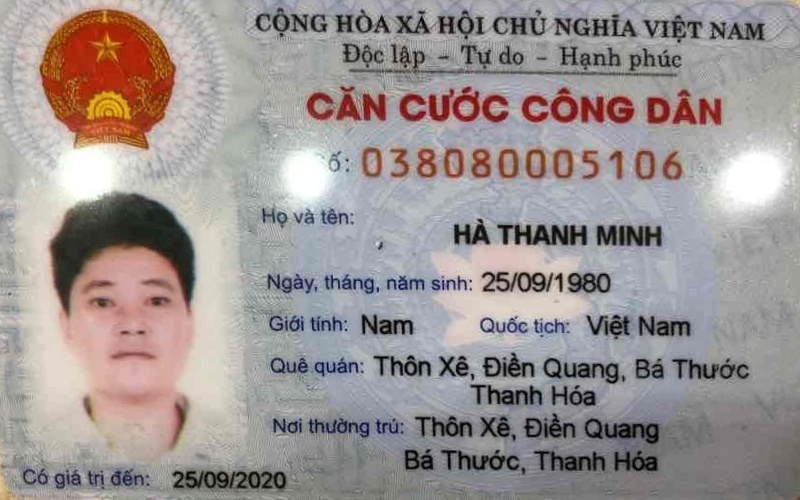 CỘNG HÒA XÃ HỘI CHỦ NGHĨA VIỆT NAM
Độc lập - Tự do - Hạnh phúc
CĂN CƯỚC CÔNG DÂN
Số: 038080005106
Họ và tên: HÀ THANH MINH
Ngày, tháng, năm sinh: 25/09/1980
Giới tính: Nam Quốc tịch: Việt Nam
Quê quán: Thôn Xê, Điền Quang, Bá Thước
Thanh Hóa
Nơi thường trú: Thôn Xê, Điền Quang
Bá Thước, Thanh Hóa
Có giá trị đến: 25/09/2020
VIỆT NAM